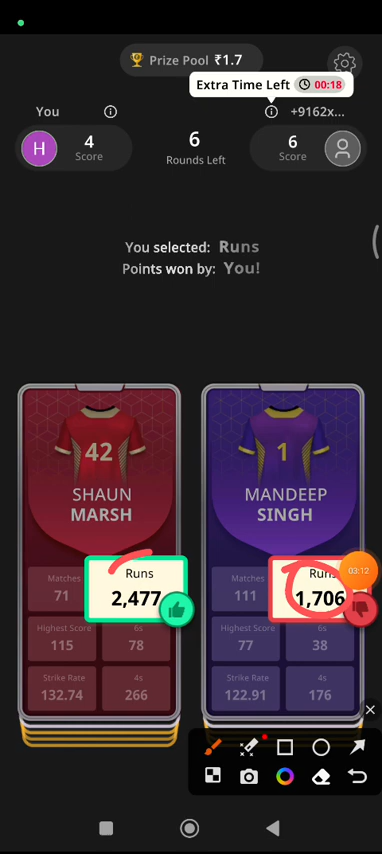 Prize Pool ₹1.7
Extra Time Left 00:18
You
+9162x...
H
4
Score
6
Rounds Left
6
Score
You selected: Runs
Points won by: You!
42
SHAUN
MARSH
Matches
71
Runs
2,477
Highest Score
115
6s
78
Strike Rate
132.74
4s
266
1
MANDEEP
SINGH
Matches
111
Runs
1,706
03:12
Highest Score
77
6s
38
Strike Rate
122.91
4s
176